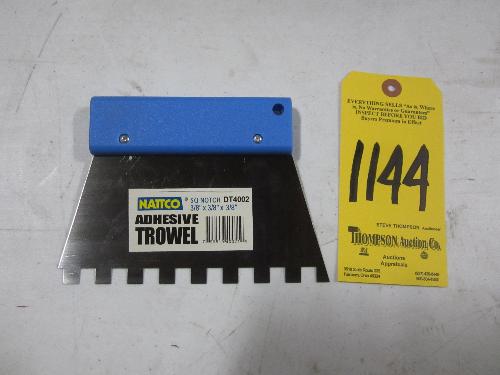 NATTCO® SQ NOTCH DT4002
3/8" x 3/8" x 3/8"
ADHESIVE
TROWEL
EVERYTHING SELLS "As is, Where
is, No Warranties or Guarantees"
INSPECT BEFORE YOU BID
Buyers Premium in Effect
1144
STEVE THOMPSON Auctioneer
THOMPSON Auction Co.
Auctions
Appraisals